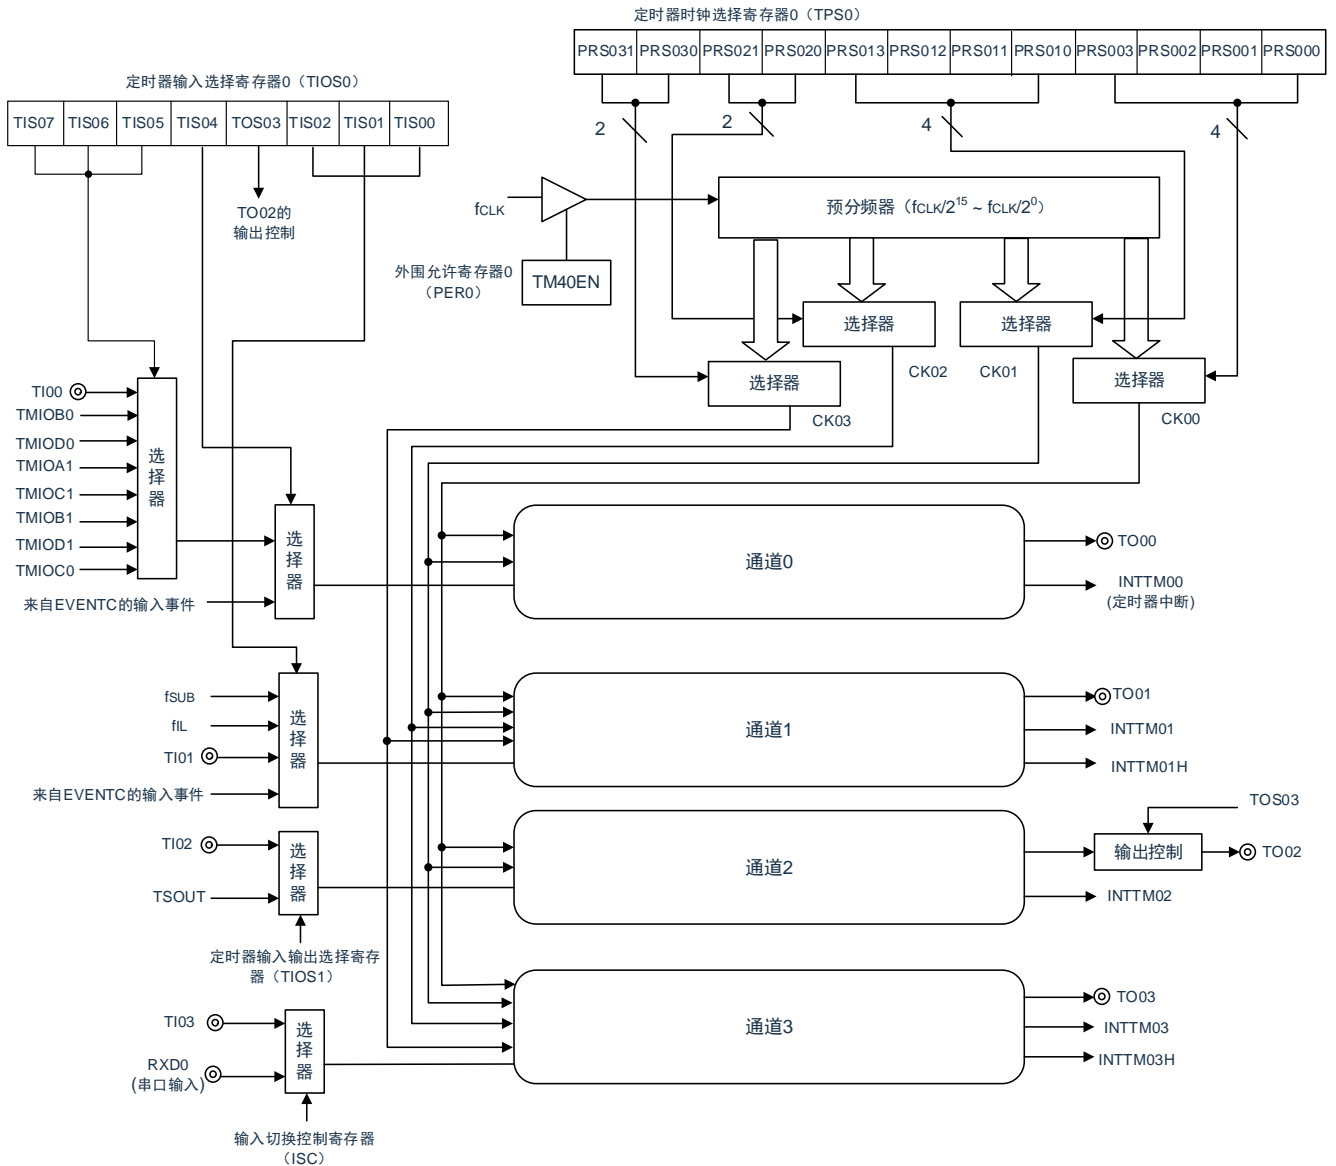 定时器时钟选择寄存器0（TPS0）
PRS031 PRS030 PRS021 PRS020 PRS013 PRS012 PRS011 PRS010 PRS003 PRS002 PRS001 PRS000
定时器输入选择寄存器0（TIOS0）
TIS07 TIS06 TIS05 TIS04 TOS03 TIS02 TIS01 TIS00
2
2
4
4
TO02的
输出控制
fCLK
预分频器（fCLK/2¹⁵ ~ fCLK/2⁰）
外围允许寄存器0
（PER0）
TM40EN
选择器
选择器
选择器
选择器
CK02
CK01
CK03
CK00
TI00
TMIOB0
TMIOD0
TMIOA1
TMIOC1
TMIOB1
TMIOD1
TMIOC0
选择器
来自EVENTC的输入事件
选择器
通道0
TO00
INTTM00
(定时器中断)
fSUB
fIL
TI01
来自EVENTC的输入事件
选择器
通道1
TO01
INTTM01
INTTM01H
TI02
TSOUT
选择器
定时器输入输出选择寄存
器（TIOS1）
通道2
TOS03
输出控制
TO02
INTTM02
TI03
RXD0
(串口输入)
选择器
输入切换控制寄存器
（ISC）
通道3
TO03
INTTM03
INTTM03H